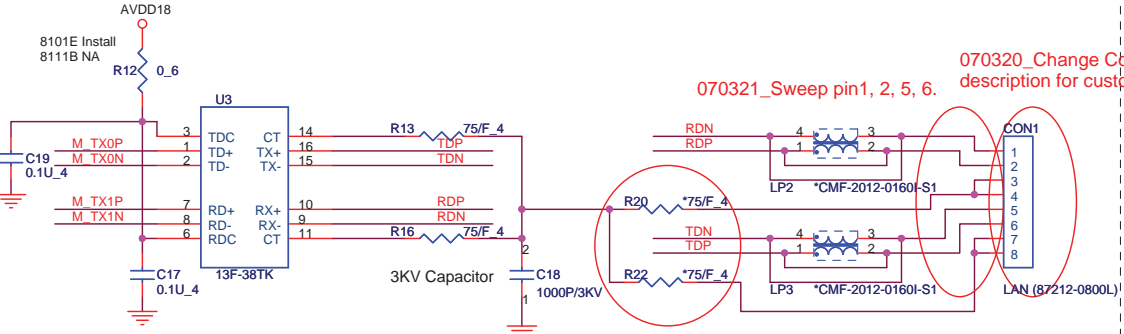 AVDD18
8101E Install
8111B NA
R12
0_6
070321_Sweep pin1, 2, 5, 6.
070320_Change Co
description for custo
U3
C19
0.1U_4
M_TX0P
M_TX0N
M_TX1P
M_TX1N
3
1
2
7
8
6
TDC
TD+
TD-
RD+
RD-
RDC
CT
TX+
TX-
RX+
RX-
CT
14
16
15
10
9
11
13F-38TK
R13
75/F_4
TDP
TDN
RDP
RDN
R16
75/F_4
C17
0.1U_4
3KV Capacitor
2
1
C18
1000P/3KV
RDN
RDP
4
1
3
2
LP2
*CMF-2012-0160I-S1
R20
*75/F_4
TDN
TDP
4
1
3
2
R22
*75/F_4
LP3
*CMF-2012-0160I-S1
CON1
1
2
3
4
5
6
7
8
LAN (87212-0800L)